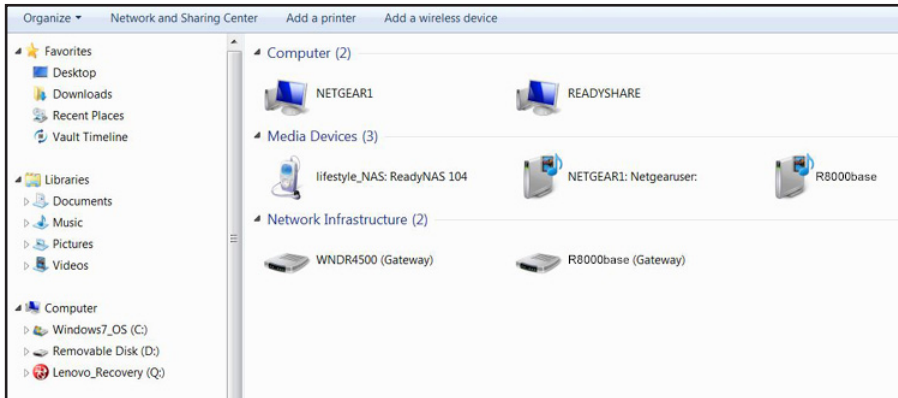 Organize Network and Sharing Center Add a printer Add a wireless device
Favorites
Desktop
Downloads
Recent Places
Vault Timeline
Libraries
Documents
Music
Pictures
Videos
Computer
Windows7_OS (C:)
Removable Disk (D:)
Lenovo_Recovery (Q:)
Computer (2)
NETGEAR1 READYSHARE
Media Devices (3)
lifestyle_NAS: ReadyNAS 104 NETGEAR1: Netgearuser: R8000base
Network Infrastructure (2)
WNDR4500 (Gateway) R8000base (Gateway)